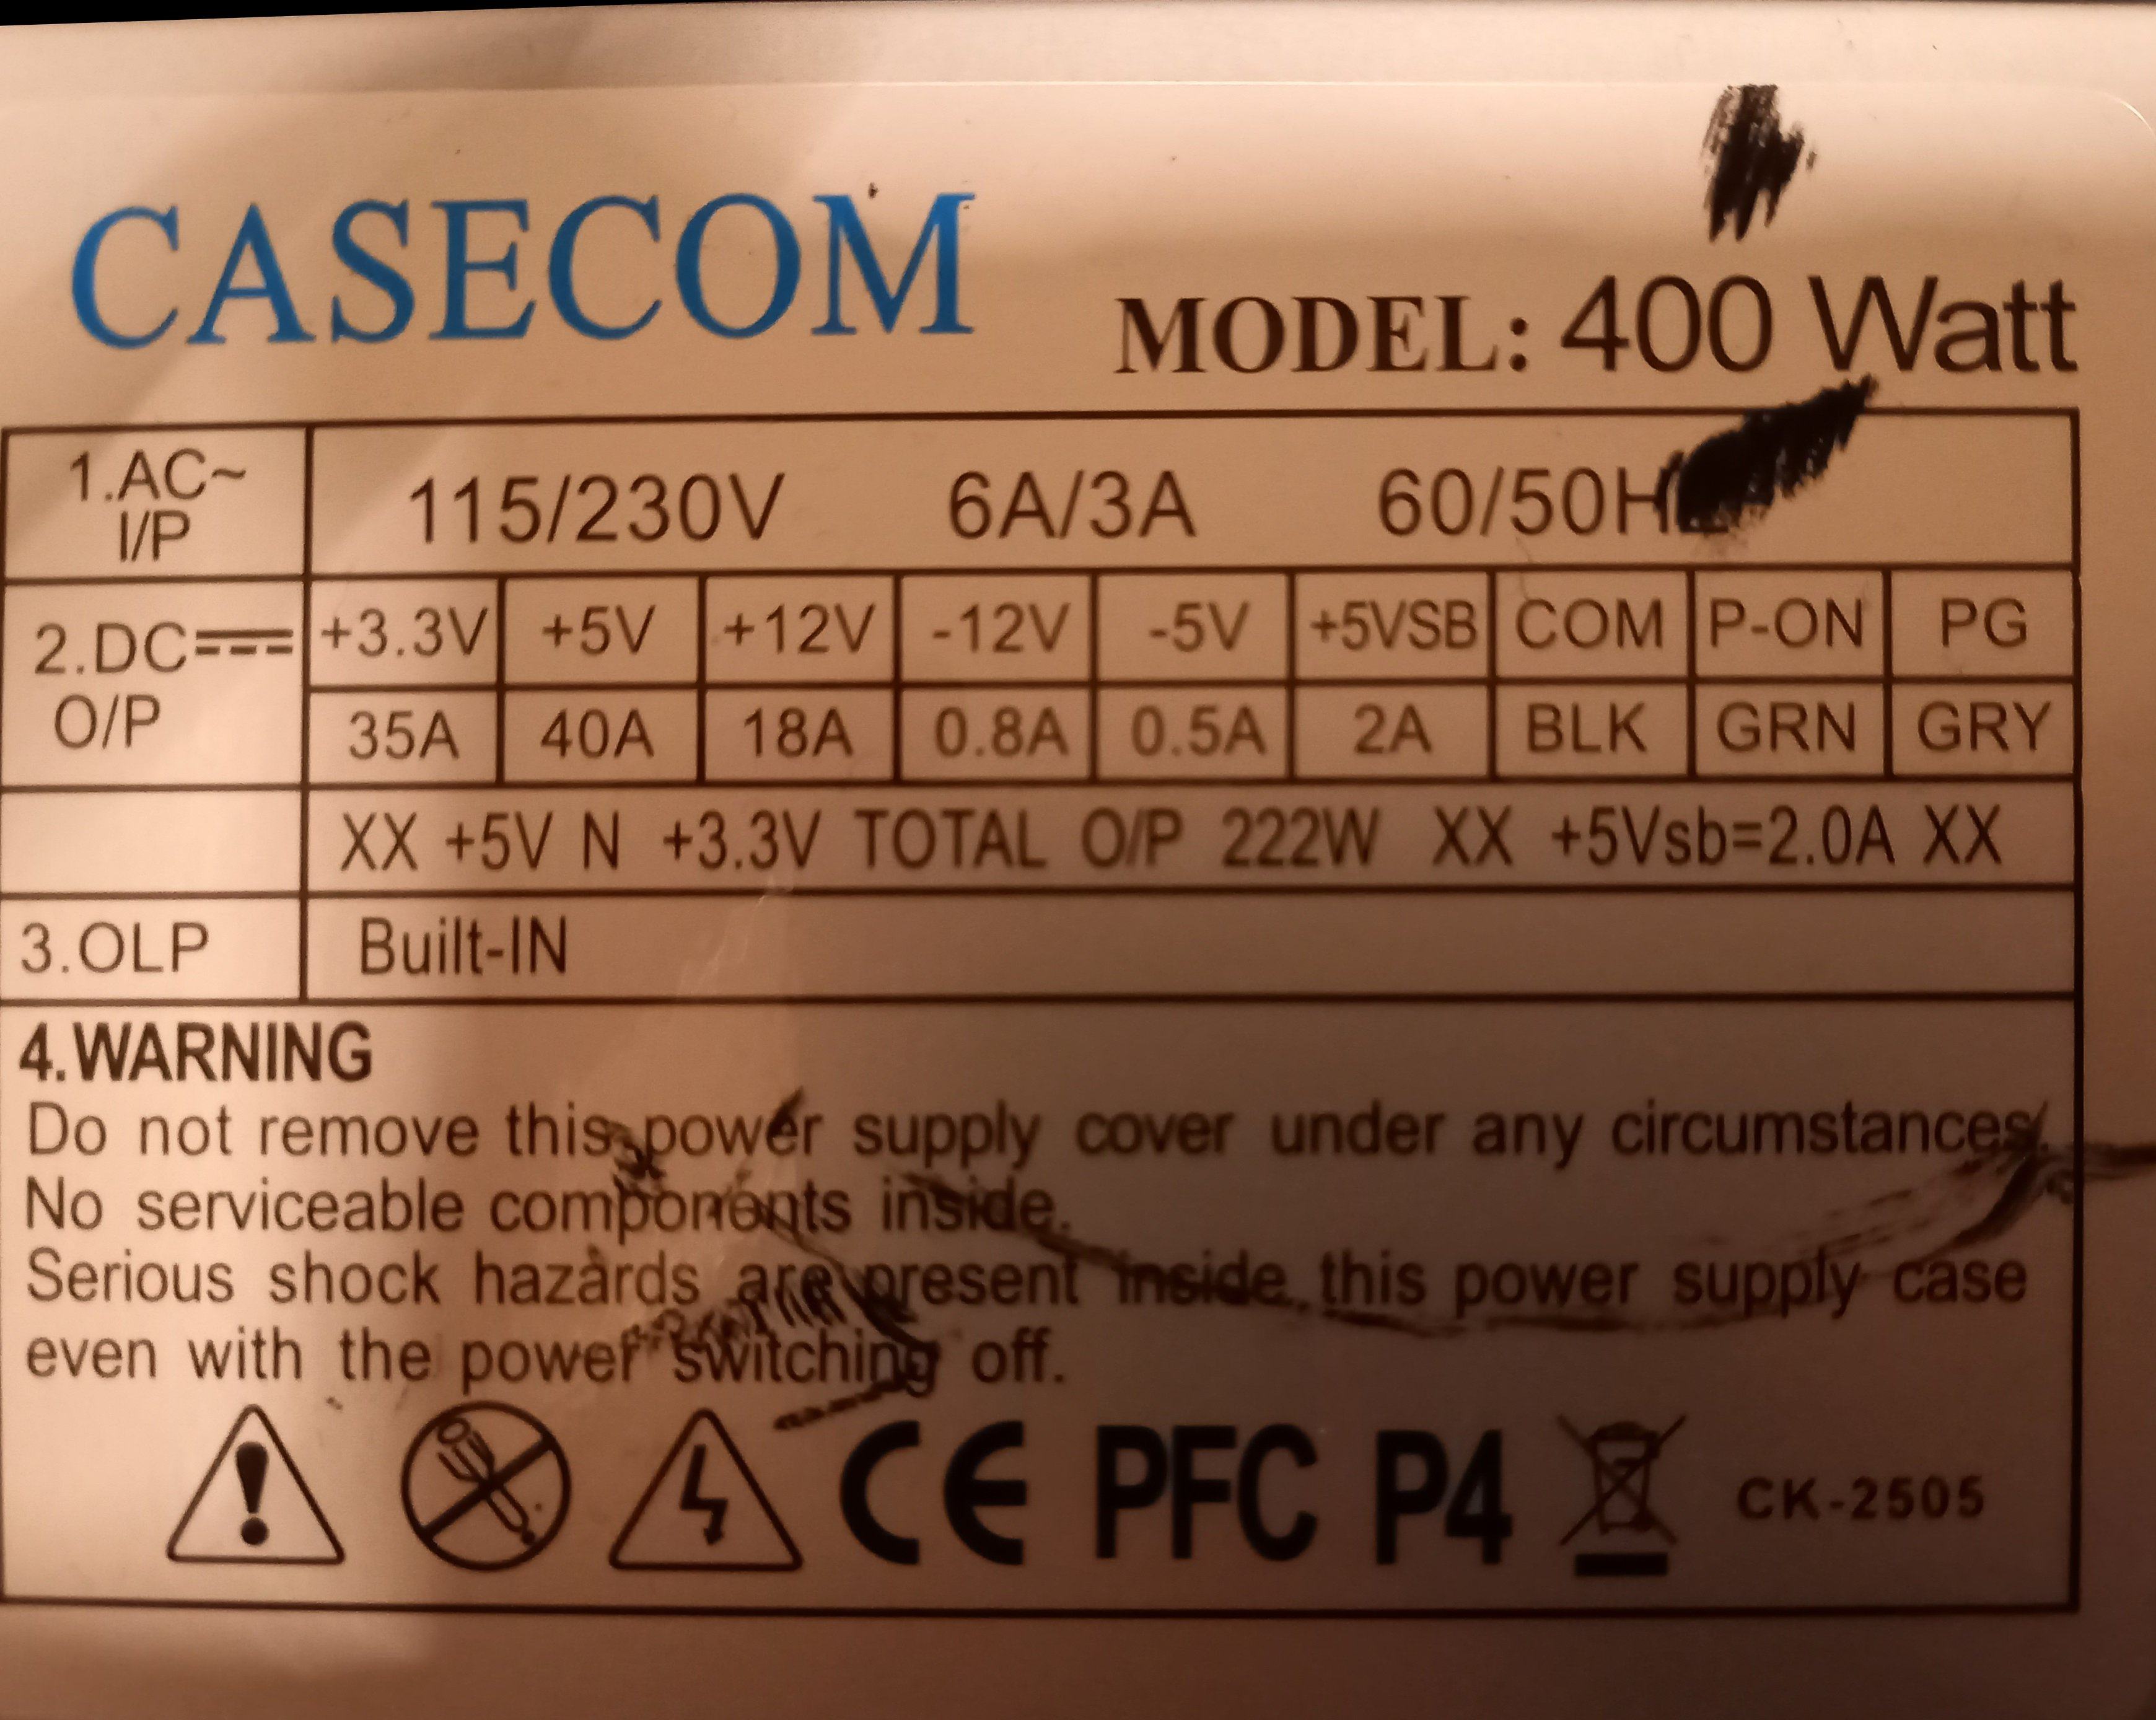 CASECOM
MODEL: 400 Watt
1.AC~ I/P 115/230V 6A/3A 60/50H
2.DC O/P +3.3V +5V +12V -12V -5V +5VSB COM P-ON PG
35A 40A 18A 0.8A 0.5A 2A BLK GRN GRY
XX +5V N +3.3V TOTAL O/P 222W XX +5Vsb=2.0A XX
3.OLP Built-IN
4.WARNING
Do not remove this power supply cover under any circumstances.
No serviceable components inside.
Serious shock hazards are present inside this power supply case
even with the power switching off.
CE PFC P4 CK-2505